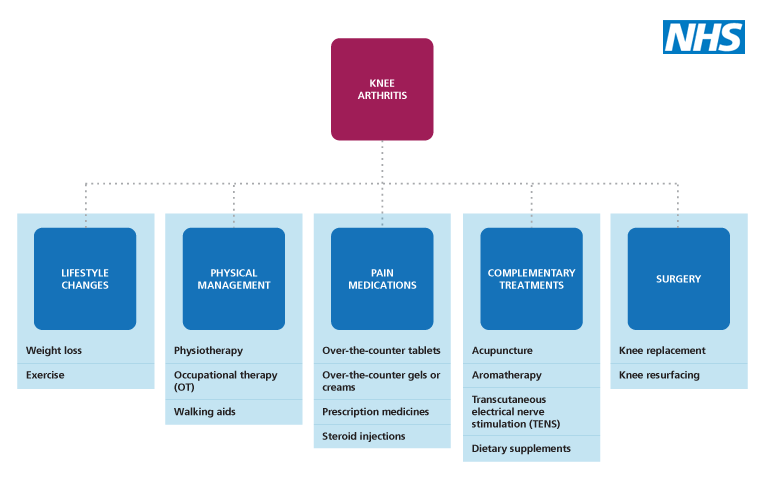 NHS
KNEE
ARTHRITIS
LIFESTYLE
CHANGES
Weight loss
Exercise
PHYSICAL
MANAGEMENT
Physiotherapy
Occupational therapy
(OT)
Walking aids
PAIN
MEDICATIONS
Over-the-counter tablets
Over-the-counter gels or
creams
Prescription medicines
Steroid injections
COMPLEMENTARY
TREATMENTS
Acupuncture
Aromatherapy
Transcutaneous
electrical nerve
stimulation (TENS)
Dietary supplements
SURGERY
Knee replacement
Knee resurfacing